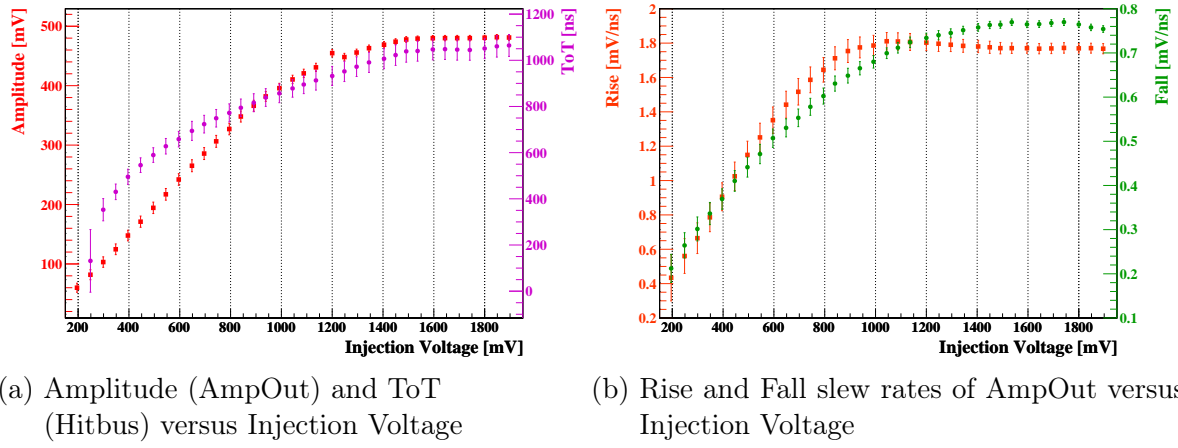 500
400
300
200
100
Amplitude [mV]
1100
1000
800
600
400
200
0
ToT [ns]
200 400 600 800 1000 1200 1400 1600 1800
Injection Voltage [mV]
2
1.8
1.6
1.4
1.2
1
0.8
0.6
0.4
0.2
Rise [mV/ns]
0.8
0.7
0.6
0.5
0.4
0.3
0.2
0.1
Fall [mV/ns]
200 400 600 800 1000 1200 1400 1600 1800
Injection Voltage [mV]
(a) Amplitude (AmpOut) and ToT
(Hitbus) versus Injection Voltage
(b) Rise and Fall slew rates of AmpOut versus
Injection Voltage